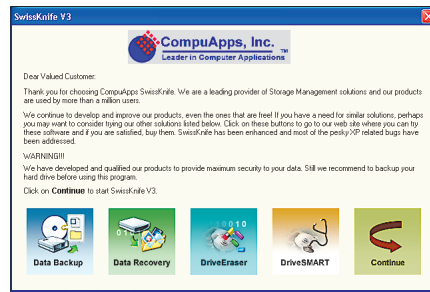 SwissKnife V3
CompuApps, Inc.
TM
Leader in Computer Applications
Dear Valued Customer:
Thank you for choosing CompuApps SwissKnife. We are a leading provider of Storage Management solutions and our products
are used by more than a million users.
We continue to develop and improve our products, even the ones that are free! If you have a need for similar solutions, perhaps
you may want to consider trying our other solutions listed below. Click on these buttons to go to our web site where you can try
these software and if you are satisfied, buy them. SwissKnife has been enhanced and most of the pesky XP related bugs have
been addressed.
WARNING!!!
We have developed and qualified our products to provide maximum security to your data. Still we recommend to backup your
hard drive before using this program.
Click on Continue to start SwissKnife V3.
Data Backup
Data Recovery
DriveEraser
DriveSMART
Continue